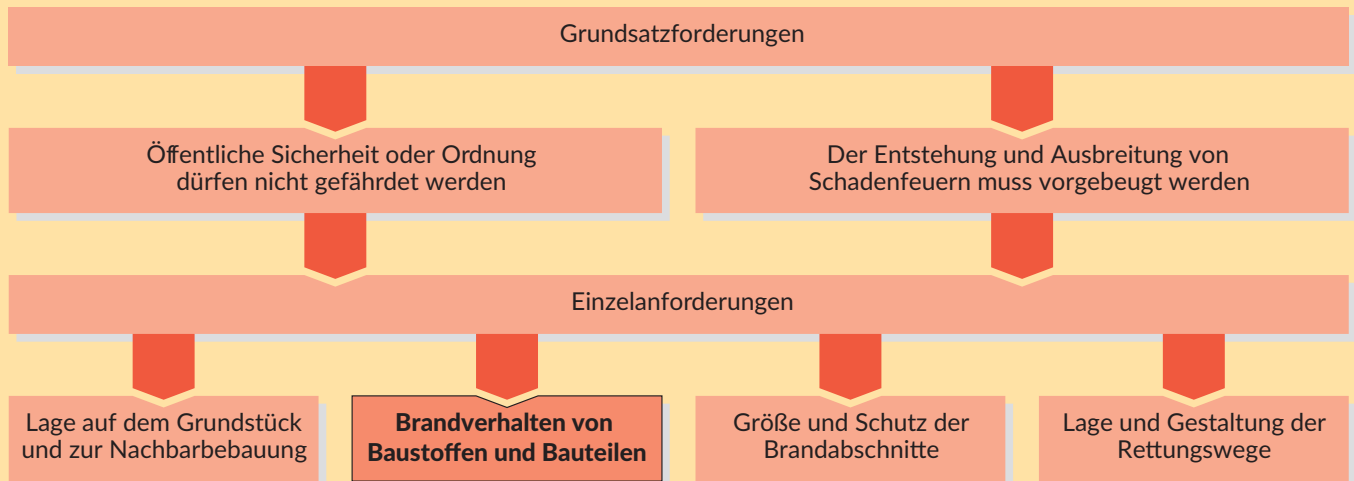 Grundsatzforderungen
Öffentliche Sicherheit oder Ordnung
dürfen nicht gefährdet werden
Der Entstehung und Ausbreitung von
Schadenfeuern muss vorgebeugt werden
Einzelanforderungen
Lage auf dem Grundstück
und zur Nachbarbebauung
Brandverhalten von
Baustoffen und Bauteilen
Größe und Schutz der
Brandabschnitte
Lage und Gestaltung der
Rettungswege